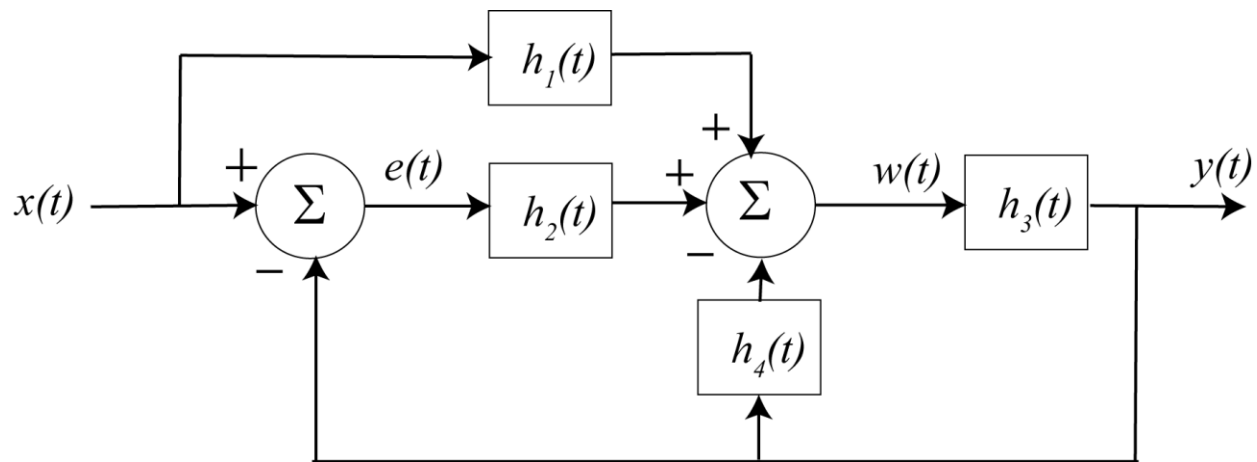 h₁(t)
+
+ e(t) + w(t) y(t)
x(t) Σ h₂(t) Σ h₃(t)
− −
h₄(t)